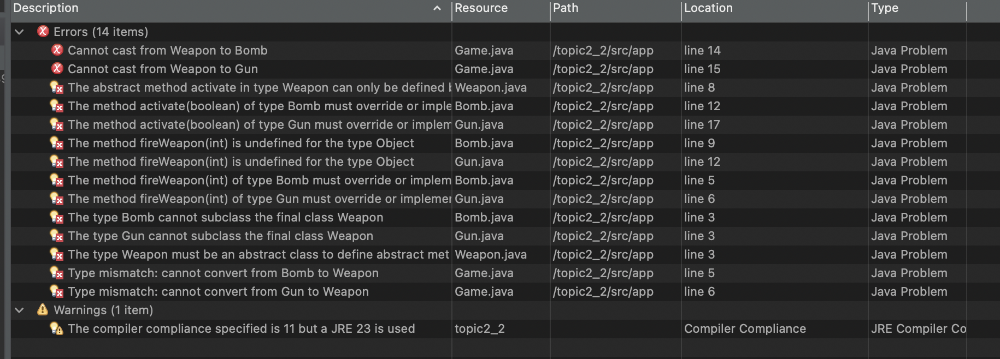 Description Resource Path Location Type
Errors (14 items)
Cannot cast from Weapon to Bomb Game.java /topic2_2/src/app line 14 Java Problem
Cannot cast from Weapon to Gun Game.java /topic2_2/src/app line 15 Java Problem
The abstract method activate in type Weapon can only be defined Weapon.java /topic2_2/src/app line 8 Java Problem
The method activate(boolean) of type Bomb must override or imple Bomb.java /topic2_2/src/app line 12 Java Problem
The method activate(boolean) of type Gun must override or implem Gun.java /topic2_2/src/app line 17 Java Problem
The method fireWeapon(int) is undefined for the type Object Bomb.java /topic2_2/src/app line 9 Java Problem
The method fireWeapon(int) is undefined for the type Object Gun.java /topic2_2/src/app line 12 Java Problem
The method fireWeapon(int) of type Bomb must override or implem Bomb.java /topic2_2/src/app line 5 Java Problem
The method fireWeapon(int) of type Gun must override or implemer Gun.java /topic2_2/src/app line 6 Java Problem
The type Bomb cannot subclass the final class Weapon Bomb.java /topic2_2/src/app line 3 Java Problem
The type Gun cannot subclass the final class Weapon Gun.java /topic2_2/src/app line 3 Java Problem
The type Weapon must be an abstract class to define abstract met Weapon.java /topic2_2/src/app line 3 Java Problem
Type mismatch: cannot convert from Bomb to Weapon Game.java /topic2_2/src/app line 5 Java Problem
Type mismatch: cannot convert from Gun to Weapon Game.java /topic2_2/src/app line 6 Java Problem
Warnings (1 item)
The compiler compliance specified is 11 but a JRE 23 is used topic2_2 Compiler Compliance JRE Compiler Co